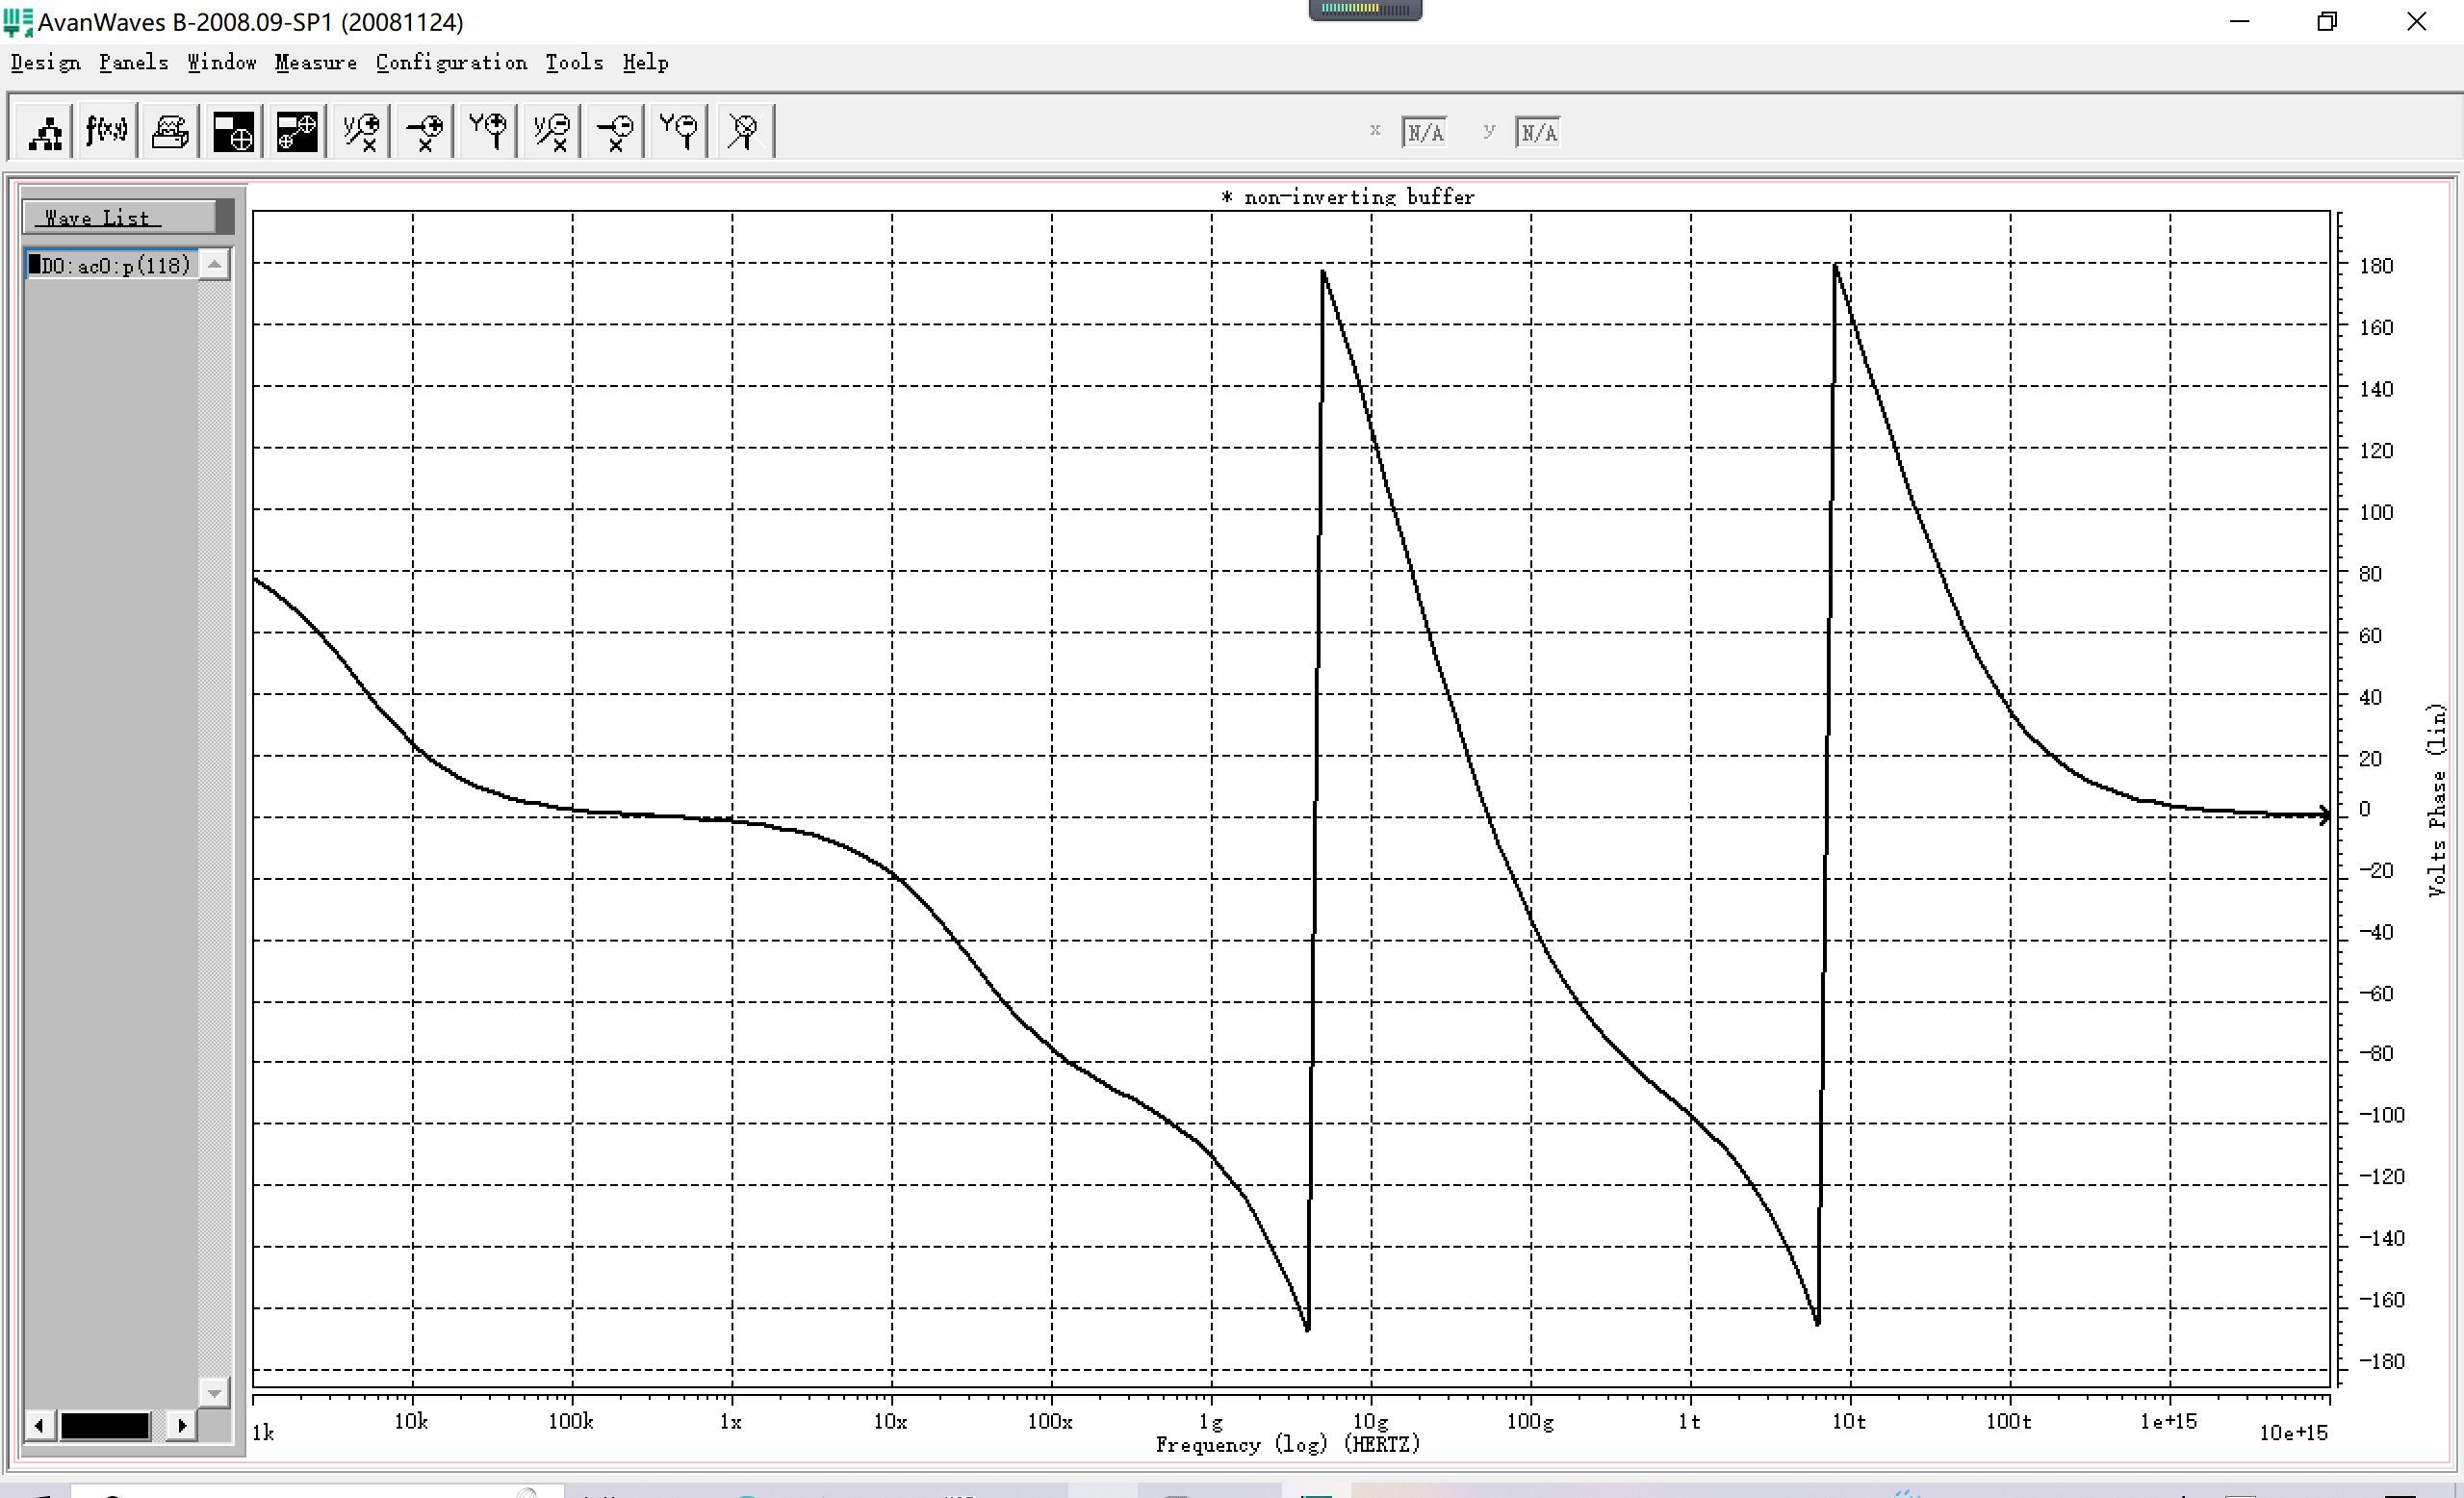 AvanWaves B-2008.09-SP1 (20081124)
Design Panels Window Measure Configuration Tools Help
f(x,y)
x N/A y N/A
* non-inverting buffer
Wave List
D0:ac0:p(118)
180
160
140
120
100
80
60
40
20
0
-20
-40
-60
-80
-100
-120
-140
-160
-180
Volts Phase (lin)
1k 10k 100k 1x 10x 100x 1g 10g 100g 1t 10t 100t 1e+15 10e+15
Frequency (log) (HERTZ)